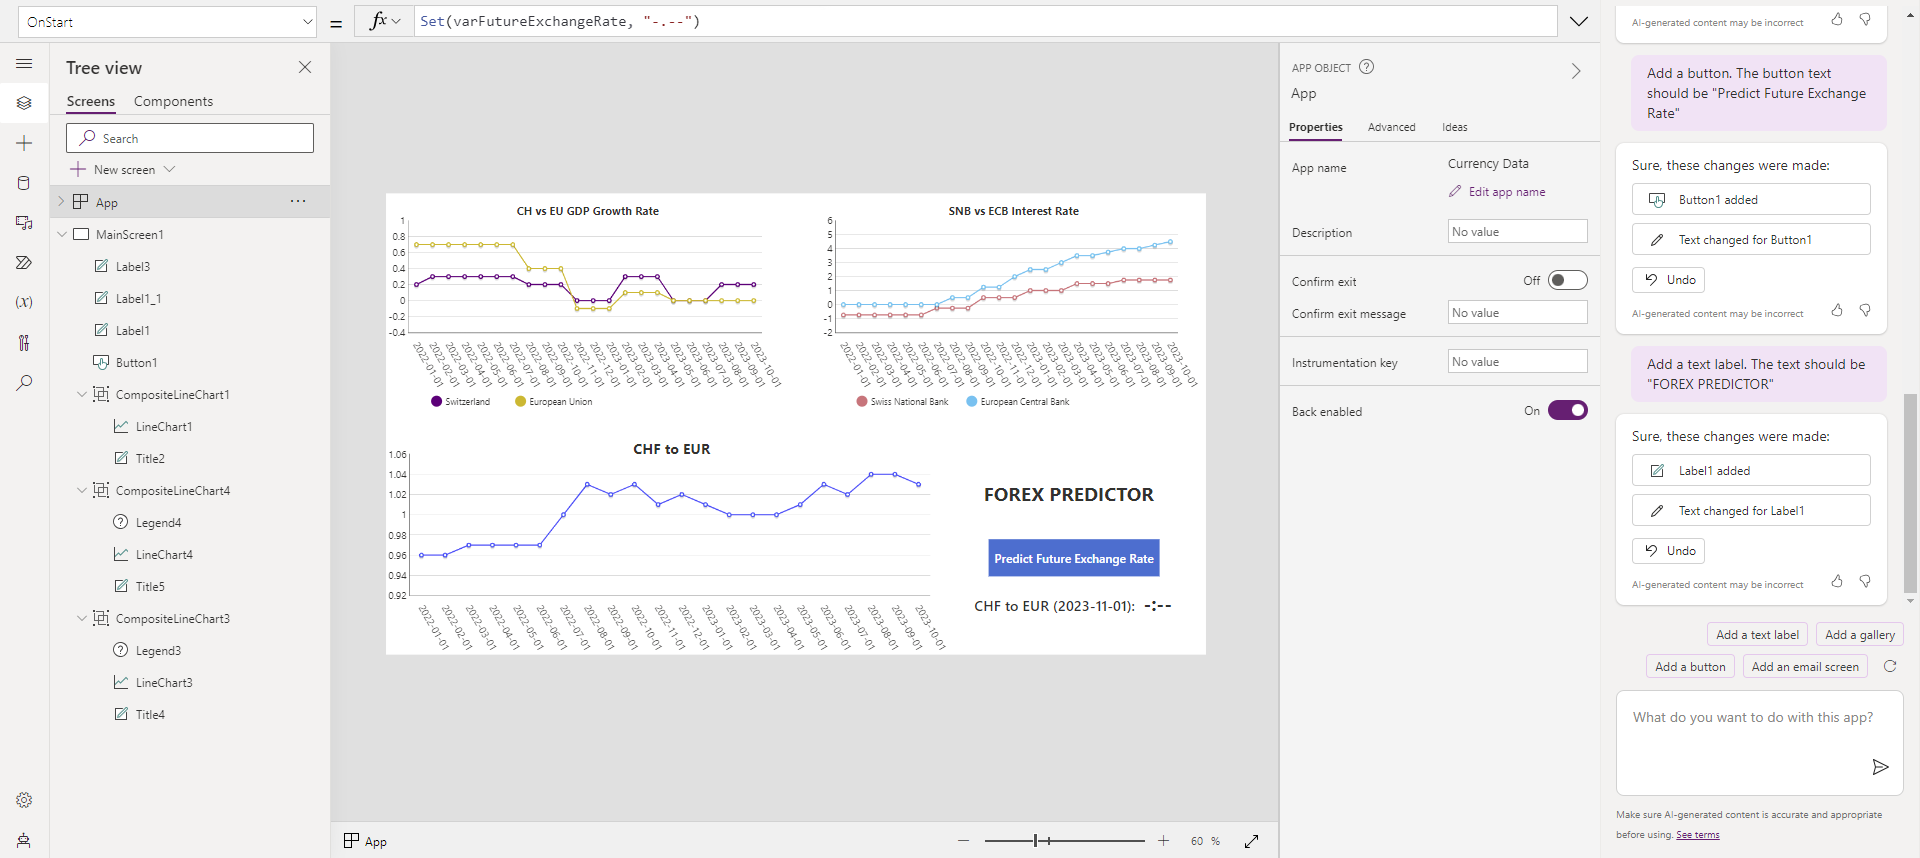 OnStart
=
fx
Set(varFutureExchangeRate, "-.--")
Tree view
Screens
Components
Search
New screen
App
MainScreen1
Label3
Label1_1
Label1
Button1
CompositeLineChart1
LineChart1
Title2
CompositeLineChart4
Legend4
LineChart4
Title5
CompositeLineChart3
Legend3
LineChart3
Title4
(x)
CH vs EU GDP Growth Rate
1
0.8
0.6
0.4
0.2
0
-0.2
-0.4
2022-01-01
2022-02-01
2022-03-01
2022-04-01
2022-05-01
2022-06-01
2022-07-01
2022-08-01
2022-09-01
2022-10-01
2022-11-01
2022-12-01
2023-01-01
2023-02-01
2023-03-01
2023-04-01
2023-05-01
2023-06-01
2023-07-01
2023-08-01
2023-09-01
2023-10-01
Switzerland
European Union
SNB vs ECB Interest Rate
6
5
4
3
2
1
0
-1
-2
2022-01-01
2022-02-01
2022-03-01
2022-04-01
2022-05-01
2022-06-01
2022-07-01
2022-08-01
2022-09-01
2022-10-01
2022-11-01
2022-12-01
2023-01-01
2023-02-01
2023-03-01
2023-04-01
2023-05-01
2023-06-01
2023-07-01
2023-08-01
2023-09-01
2023-10-01
Swiss National Bank
European Central Bank
CHF to EUR
1.06
1.04
1.02
1
0.98
0.96
0.94
0.92
2022-01-01
2022-02-01
2022-03-01
2022-04-01
2022-05-01
2022-06-01
2022-07-01
2022-08-01
2022-09-01
2022-10-01
2022-11-01
2022-12-01
2023-01-01
2023-02-01
2023-03-01
2023-04-01
2023-05-01
2023-06-01
2023-07-01
2023-08-01
2023-09-01
2023-10-01
FOREX PREDICTOR
Predict Future Exchange Rate
CHF to EUR (2023-11-01): -:--
App
60 %
APP OBJECT
App
Properties
Advanced
Ideas
App name
Currency Data
Edit app name
Description
No value
Confirm exit
Off
Confirm exit message
No value
Instrumentation key
No value
Back enabled
On
AI-generated content may be incorrect
Add a button. The button text
should be "Predict Future Exchange
Rate"
Sure, these changes were made:
Button1 added
Text changed for Button1
Undo
AI-generated content may be incorrect
Add a text label. The text should be
"FOREX PREDICTOR"
Sure, these changes were made:
Label1 added
Text changed for Label1
Undo
AI-generated content may be incorrect
Add a text label
Add a gallery
Add a button
Add an email screen
What do you want to do with this app?
Make sure AI-generated content is accurate and appropriate
before using. See terms